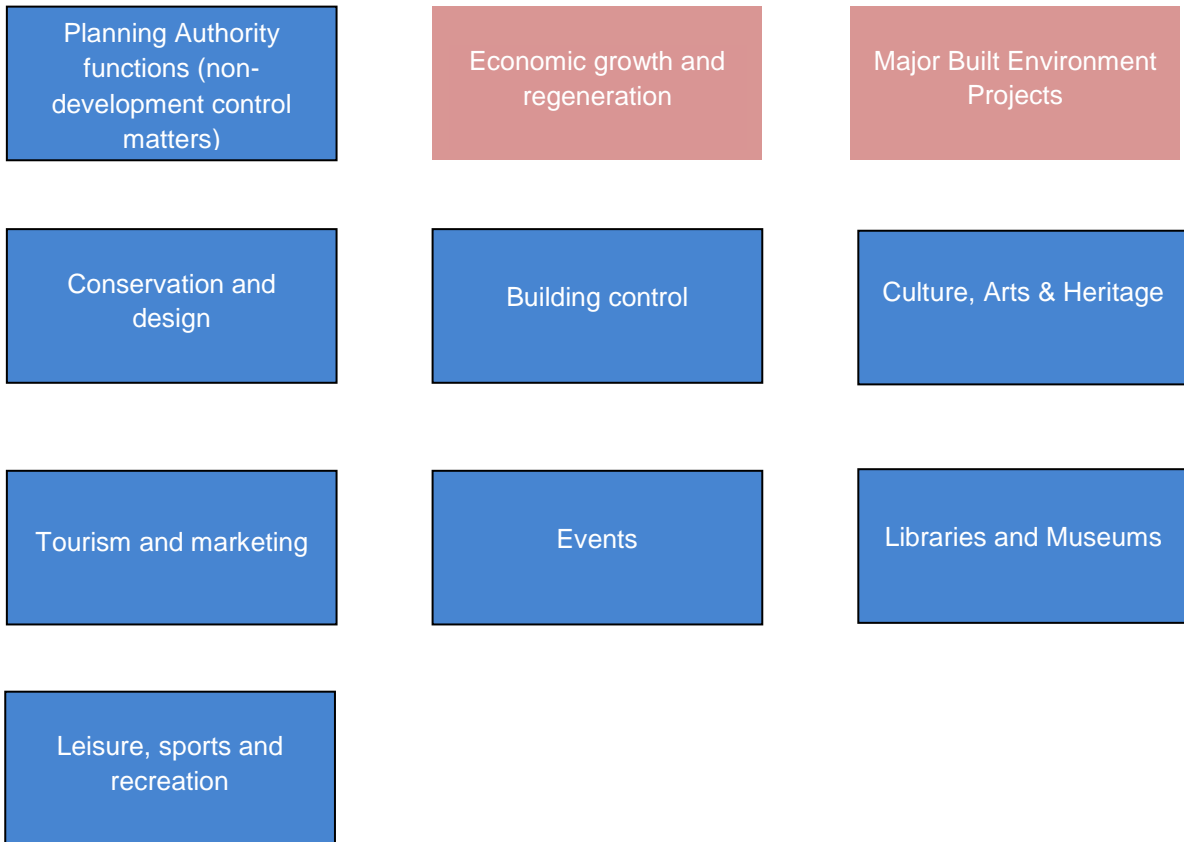 Planning Authority
functions (non-
development control
matters)
Economic growth and
regeneration
Major Built Environment
Projects
Conservation and
design
Building control
Culture, Arts & Heritage
Tourism and marketing
Events
Libraries and Museums
Leisure, sports and
recreation